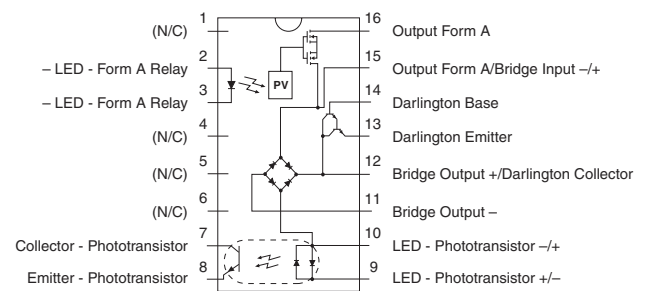 1
(N/C)
2
– LED - Form A Relay
3
– LED - Form A Relay
4
(N/C)
5
(N/C)
6
(N/C)
7
Collector - Phototransistor
8
Emitter - Phototransistor
PV
16
Output Form A
15
Output Form A/Bridge Input –/+
14
Darlington Base
13
Darlington Emitter
12
Bridge Output +/Darlington Collector
11
Bridge Output –
10
LED - Phototransistor –/+
9
LED - Phototransistor +/–